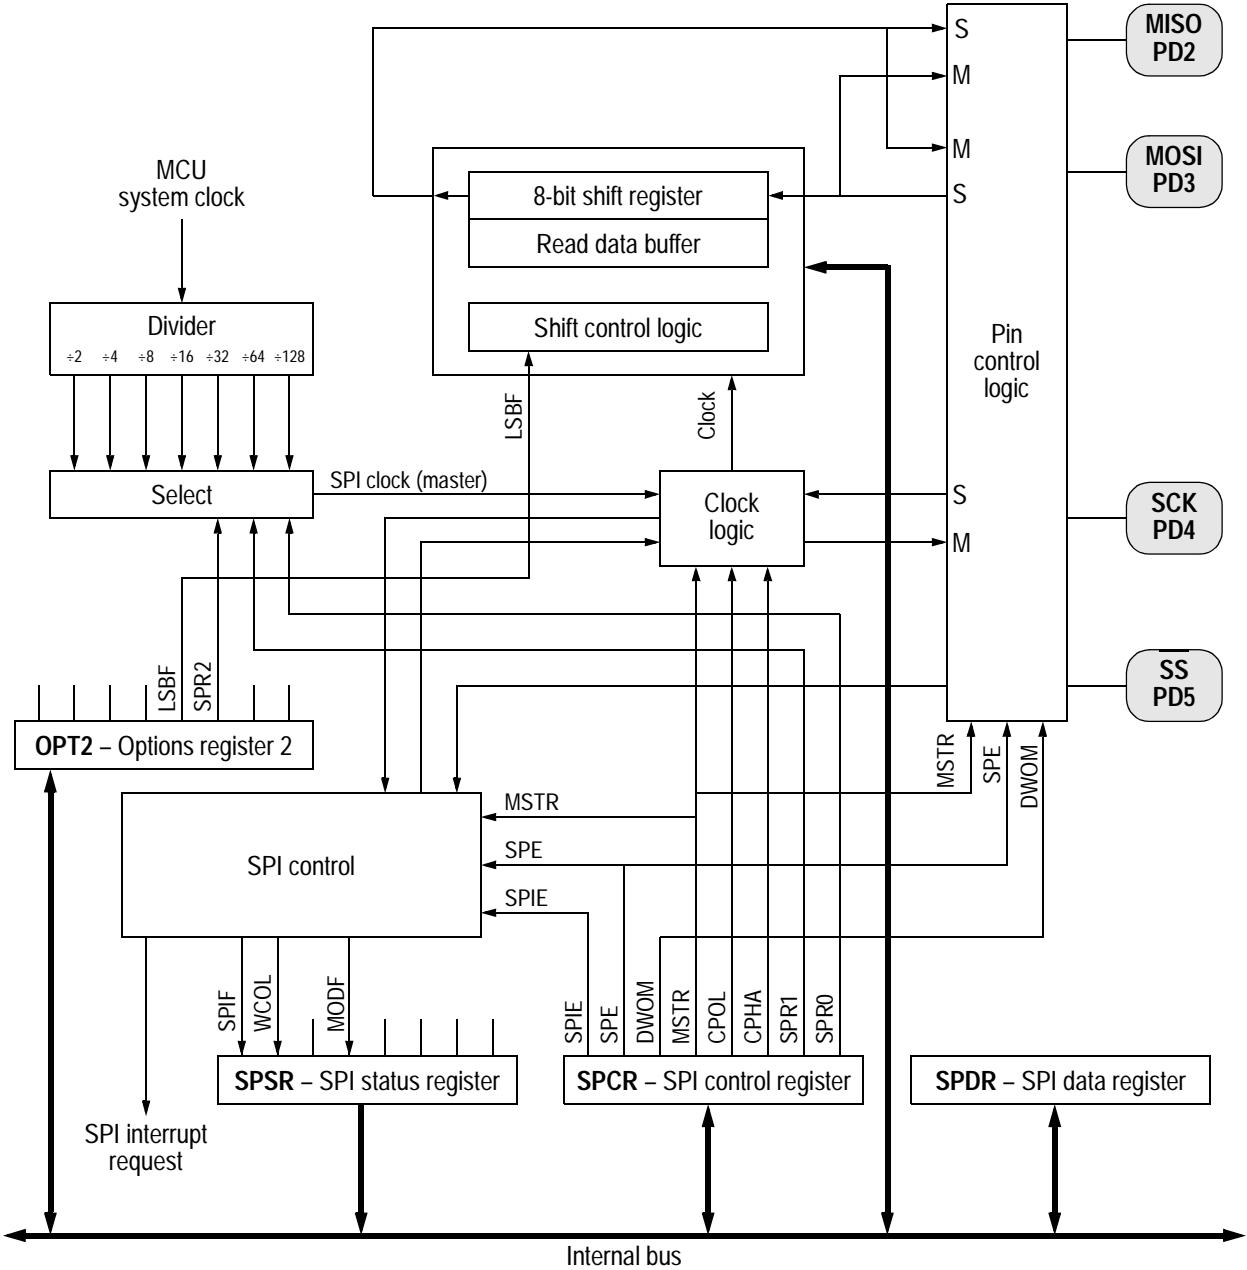 MISO
PD2
S
M
M
S
MOSI
PD3
MCU
system clock
8-bit shift register
Read data buffer
Shift control logic
Divider
÷2 ÷4 ÷8 ÷16 ÷32 ÷64 ÷128
Pin
control
logic
LSBF
Clock
Select
SPI clock (master)
Clock
logic
S
M
SCK
PD4
LSBF
SPR2
SS
PD5
OPT2 – Options register 2
MSTR
SPE
DWOM
MSTR
SPE
SPIE
SPI control
SPIF
WCOL
MODF
SPIE
SPE
DWOM
MSTR
CPOL
CPHA
SPR1
SPR0
SPSR – SPI status register
SPCR – SPI control register
SPDR – SPI data register
SPI interrupt
request
Internal bus